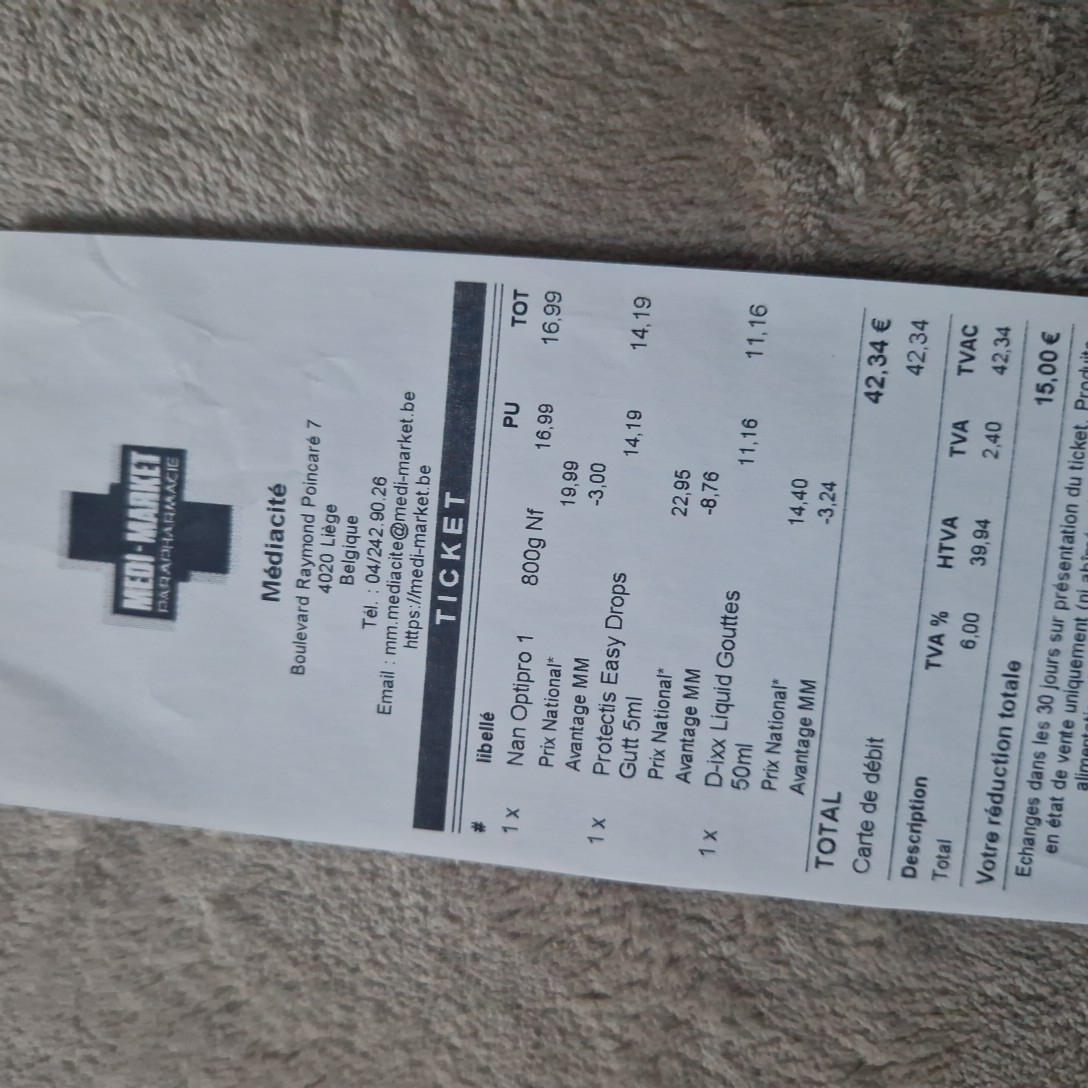 MEDI-MARKET
PARAPHARMACIE
Médiacité
Boulevard Raymond Poincaré 7
4020 Liège
Belgique
Tél. : 04/242.90.26
Email : mm.mediacite@medi-market.be
https://medi-market.be
TICKET
# libellé PU TOT
1 x Nan Optipro 1 800g Nf 16,99 16,99
Prix National* 19,99
Avantage MM -3,00
1 x Protectis Easy Drops 14,19 14,19
Gutt 5ml
Prix National* 22,95
Avantage MM -8,76
1 x D-ixx Liquid Gouttes 11,16 11,16
50ml
Prix National* 14,40
Avantage MM -3,24
TOTAL 42,34 €
Carte de débit 42,34
Description TVA % HTVA TVA TVAC
Total 6,00 39,94 2,40 42,34
Votre réduction totale 15,00 €
Echanges dans les 30 jours sur présentation du ticket. Produits
en état de vente uniquement (ni